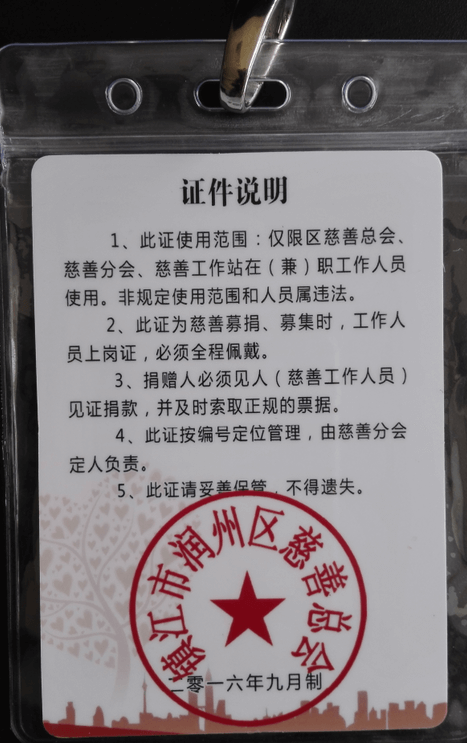 证件说明
1、此证使用范围：仅限区慈善总会、
慈善分会、慈善工作站在（兼）职工作人员
使用。非规定使用范围和人员属违法。
2、此证为慈善募捐、募集时，工作人
员上岗证，必须全程佩戴。
3、捐赠人必须见人（慈善工作人员）
见证捐款，并及时索取正规的票据。
4、此证按编号定位管理，由慈善分会
定人负责。
5、此证请妥善保管，不得遗失。
镇江市润州区慈善总会
二零一六年九月制